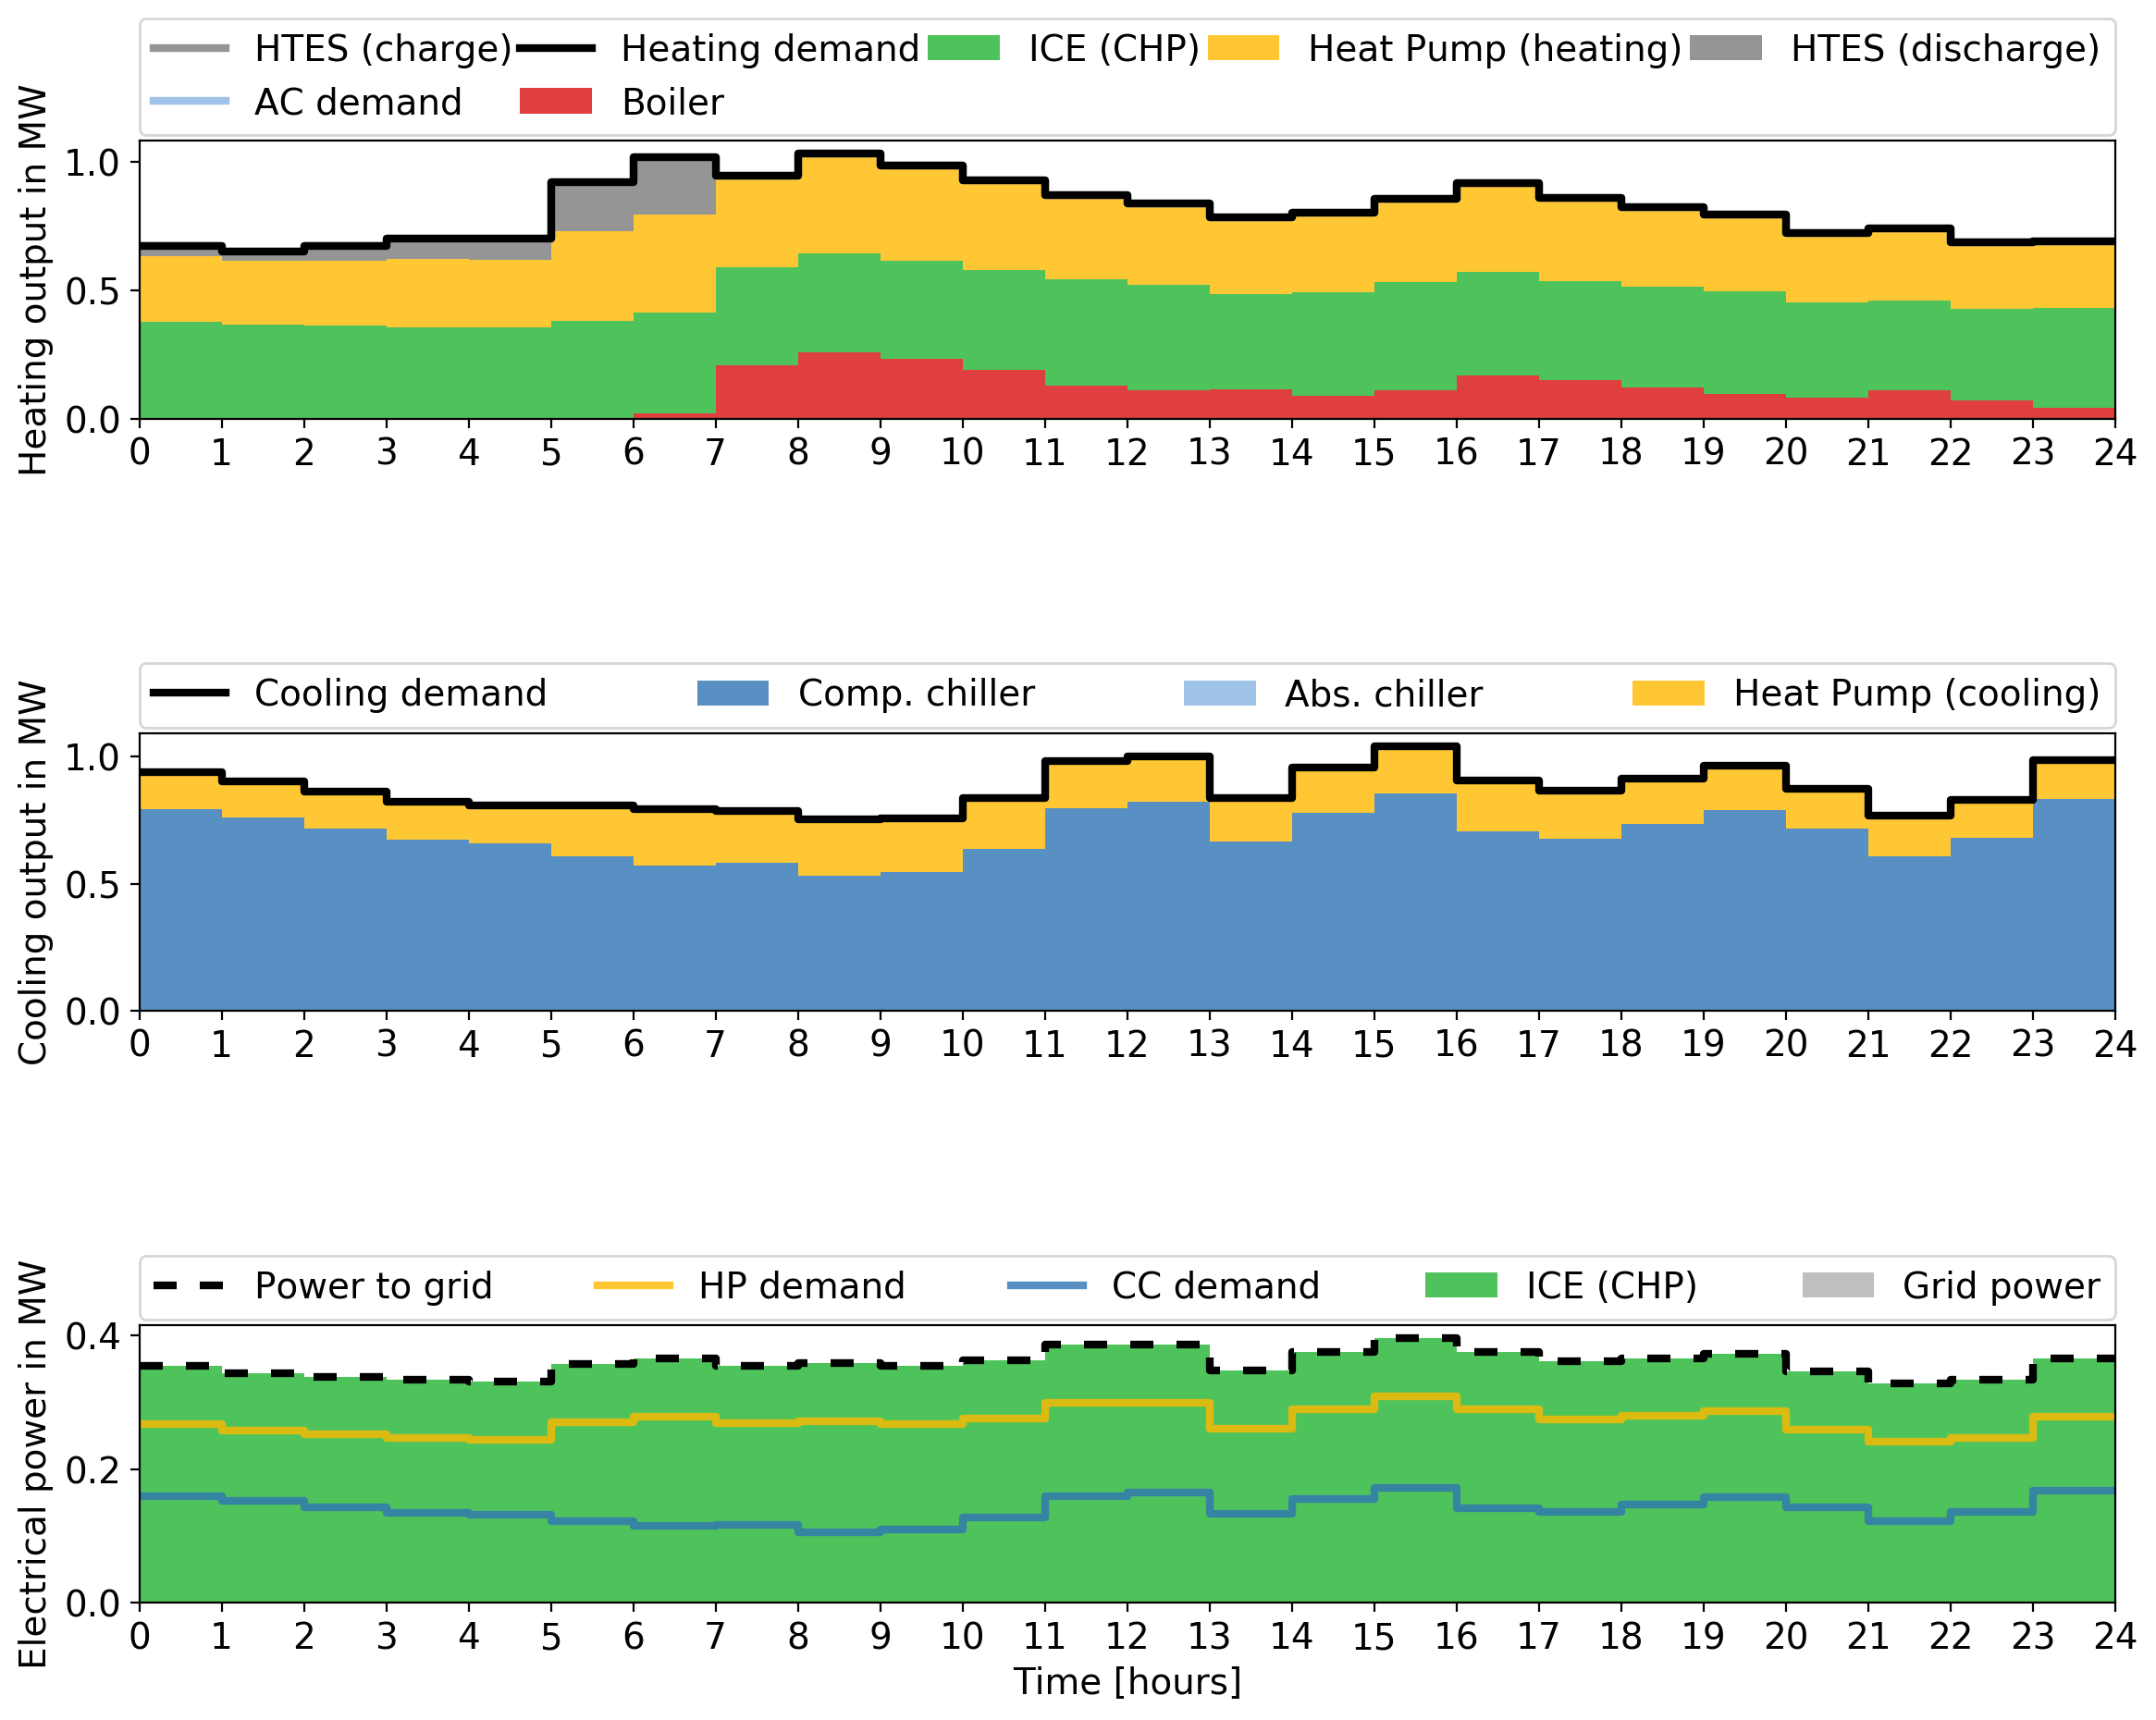 HTES (charge) Heating demand ICE (CHP) Heat Pump (heating) HTES (discharge)
AC demand Boiler
Heating output in MW
1.0
0.5
0.0
0 1 2 3 4 5 6 7 8 9 10 11 12 13 14 15 16 17 18 19 20 21 22 23 24
Cooling demand Comp. chiller Abs. chiller Heat Pump (cooling)
Cooling output in MW
1.0
0.5
0.0
0 1 2 3 4 5 6 7 8 9 10 11 12 13 14 15 16 17 18 19 20 21 22 23 24
Power to grid HP demand CC demand ICE (CHP) Grid power
Electrical power in MW
0.4
0.2
0.0
0 1 2 3 4 5 6 7 8 9 10 11 12 13 14 15 16 17 18 19 20 21 22 23 24
Time [hours]